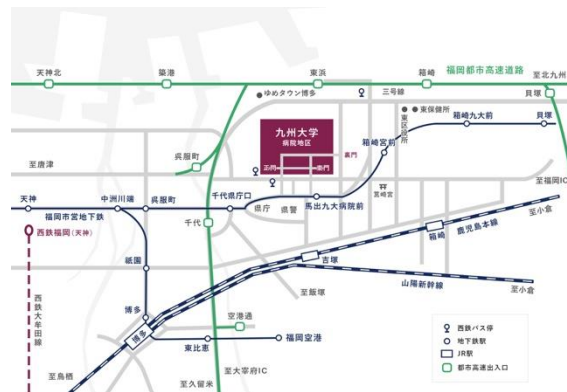 天神北
築港
東浜
箱崎
福岡都市高速道路
至北九州
貝塚
ゆめタウン博多
三号線
東保健所
東区役所
箱崎九大前
貝塚
九州大学
病院地区
箱崎宮前
裏門
正門
南門
呉服町
至唐津
筥崎宮
至福岡IC
天神
中洲川端
呉服町
千代県庁口
県庁
県警
馬出九大病院前
至小倉
福岡市営地下鉄
千代
西鉄福岡(天神)
箱崎
鹿児島本線
吉塚
祇園
山陽新幹線
至小倉
西鉄大牟田線
博多
博多
至飯塚
空港通
東比恵
福岡空港
至鳥栖
至太宰府IC
至久留米
西鉄バス停
地下鉄駅
JR駅
都市高速出入口